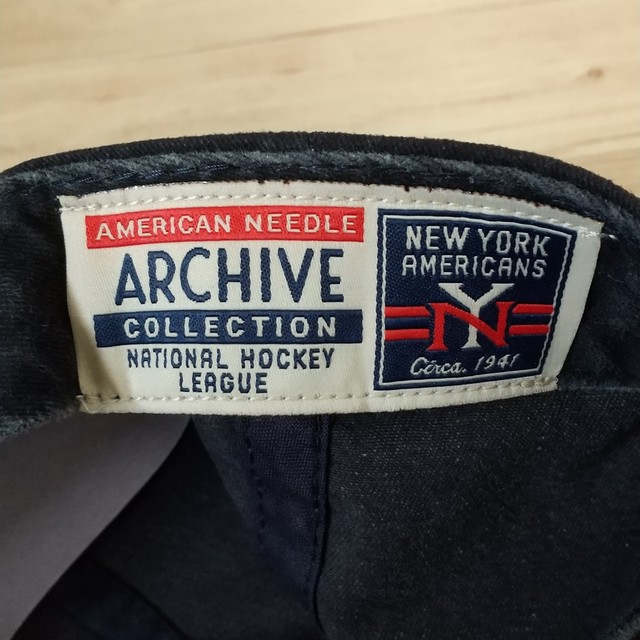 AMERICAN NEEDLE
ARCHIVE
COLLECTION
NATIONAL HOCKEY
LEAGUE
NEW YORK
AMERICANS
NY
Circa. 1941